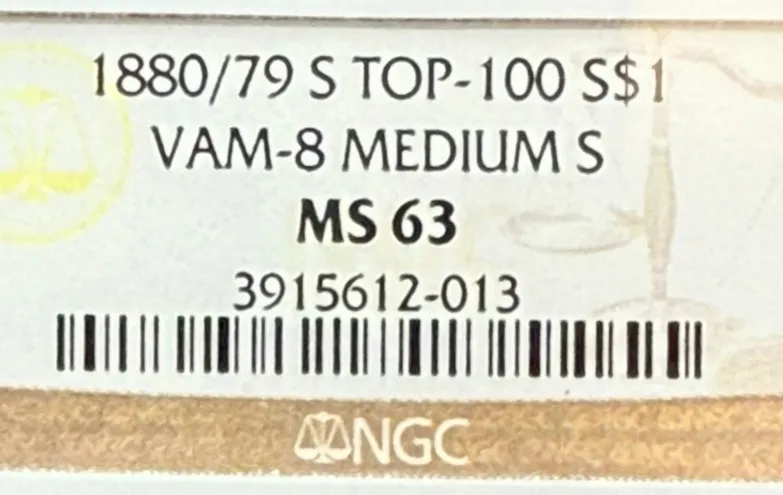 1880/79 S TOP-100 S$1
VAM-8 MEDIUM S
MS 63
3915612-013
NGC